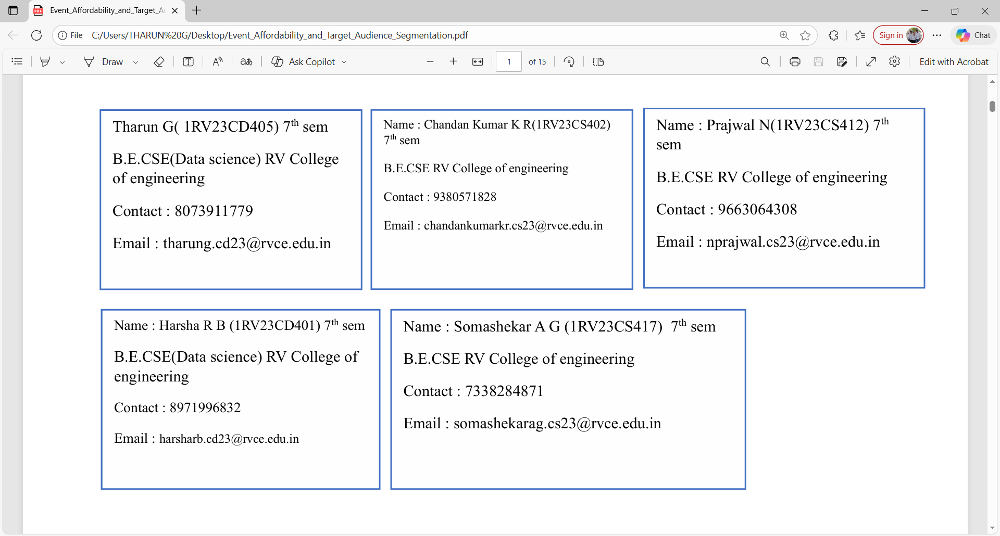 Event_Affordability_and_Target_Au
File C:/Users/THARUN%20G/Desktop/Event_Affordability_and_Target_Audience_Segmentation.pdf
Sign in
Chat
Draw
Ask Copilot
1 of 15
Edit with Acrobat
Tharun G( 1RV23CD405) 7th sem
B.E.CSE(Data science) RV College
of engineering
Contact : 8073911779
Email : tharung.cd23@rvce.edu.in
Name : Chandan Kumar K R(1RV23CS402)
7th sem
B.E.CSE RV College of engineering
Contact : 9380571828
Email : chandankumarkr.cs23@rvce.edu.in
Name : Prajwal N(1RV23CS412) 7th
sem
B.E.CSE RV College of engineering
Contact : 9663064308
Email : nprajwal.cs23@rvce.edu.in
Name : Harsha R B (1RV23CD401) 7th sem
B.E.CSE(Data science) RV College of
engineering
Contact : 8971996832
Email : harsharb.cd23@rvce.edu.in
Name : Somashekar A G (1RV23CS417)  7th sem
B.E.CSE RV College of engineering
Contact : 7338284871
Email : somashekarag.cs23@rvce.edu.in